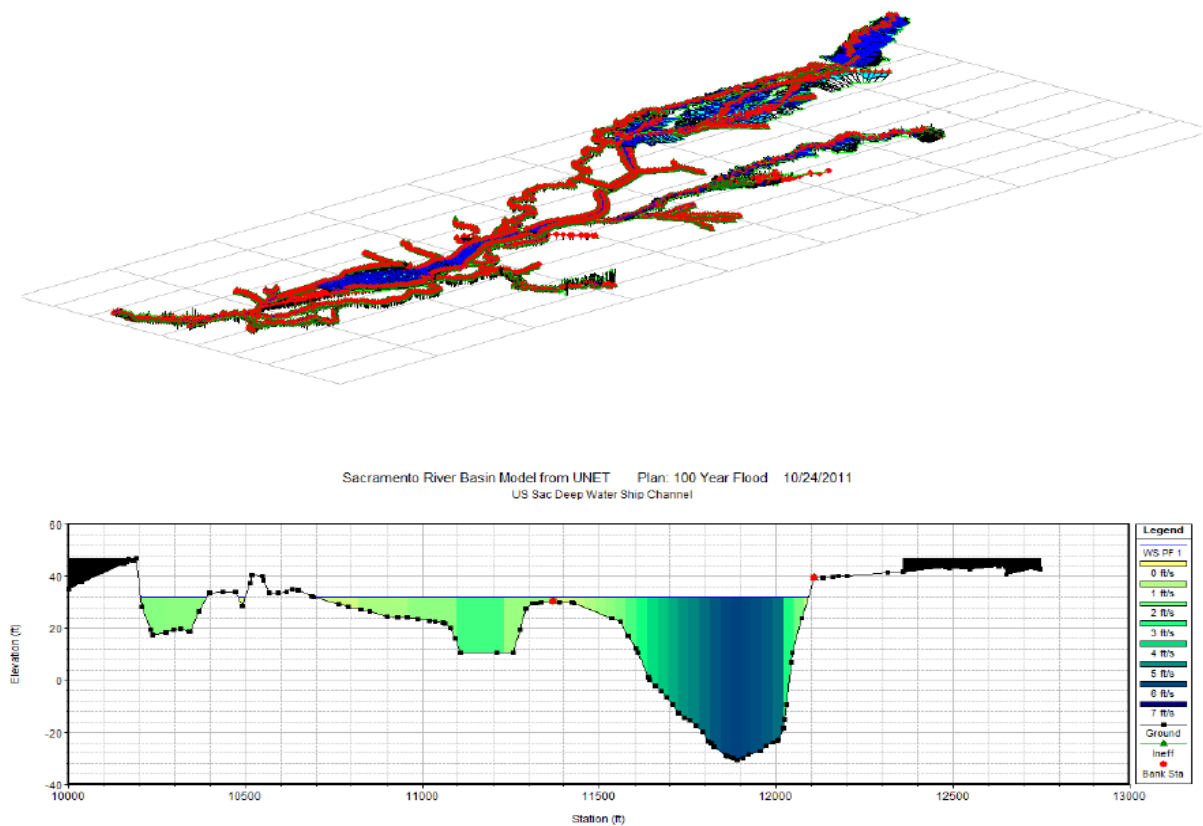 Sacramento River Basin Model from UNET Plan: 100 Year Flood 10/24/2011
US Sac Deep Water Ship Channel
60
40
20
0
-20
-40
Elevation (ft)
10000
10500
11000
11500
12000
12500
13000
Station (ft)
Legend
WS PF 1
0 ft/s
1 ft/s
2 ft/s
3 ft/s
4 ft/s
5 ft/s
6 ft/s
7 ft/s
Ground
Ineff
Bank Sta